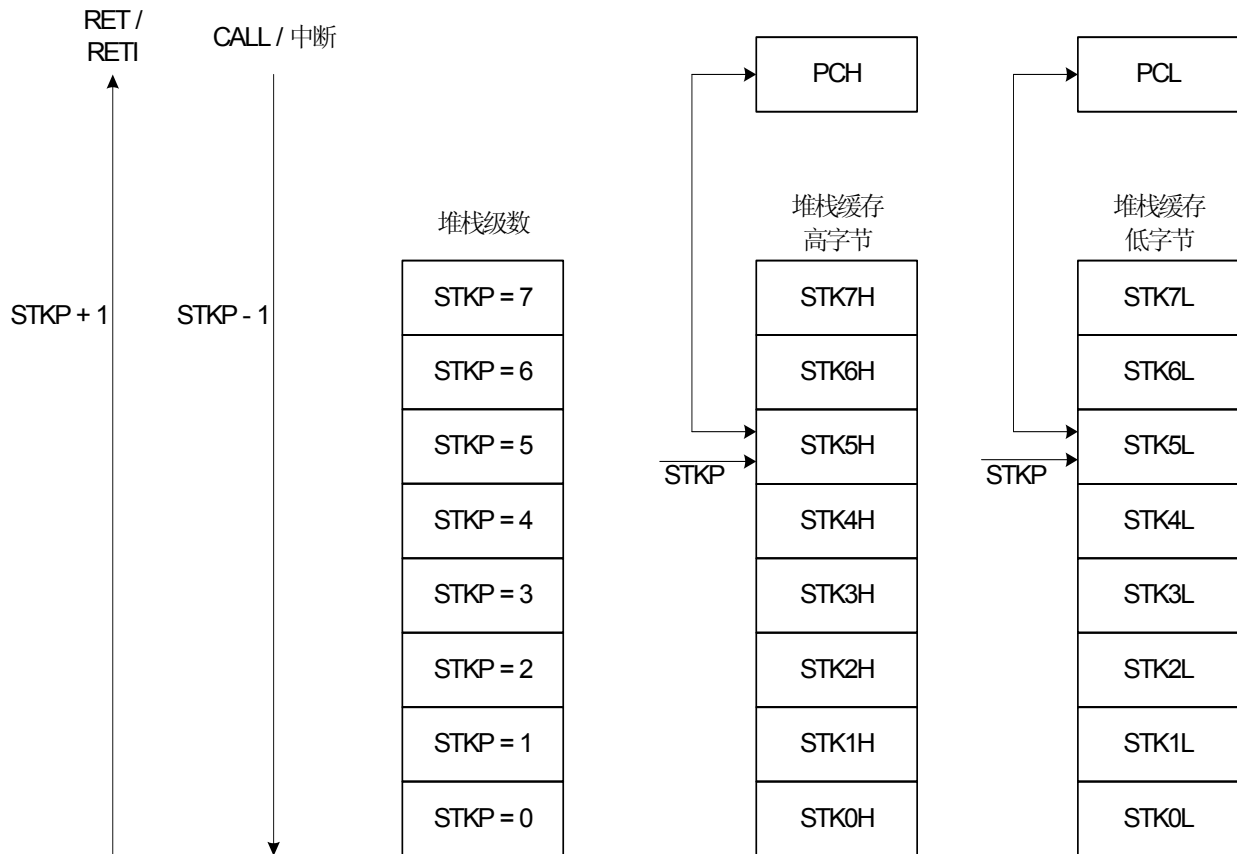 RET /
RETI
CALL / 中断
PCH
PCL
堆栈级数
堆栈缓存
高字节
堆栈缓存
低字节
STKP + 1
STKP - 1
STKP = 7
STK7H
STK7L
STKP = 6
STK6H
STK6L
STKP = 5
STK5H
STK5L
STKP
STKP
STKP = 4
STK4H
STK4L
STKP = 3
STK3H
STK3L
STKP = 2
STK2H
STK2L
STKP = 1
STK1H
STK1L
STKP = 0
STK0H
STK0L